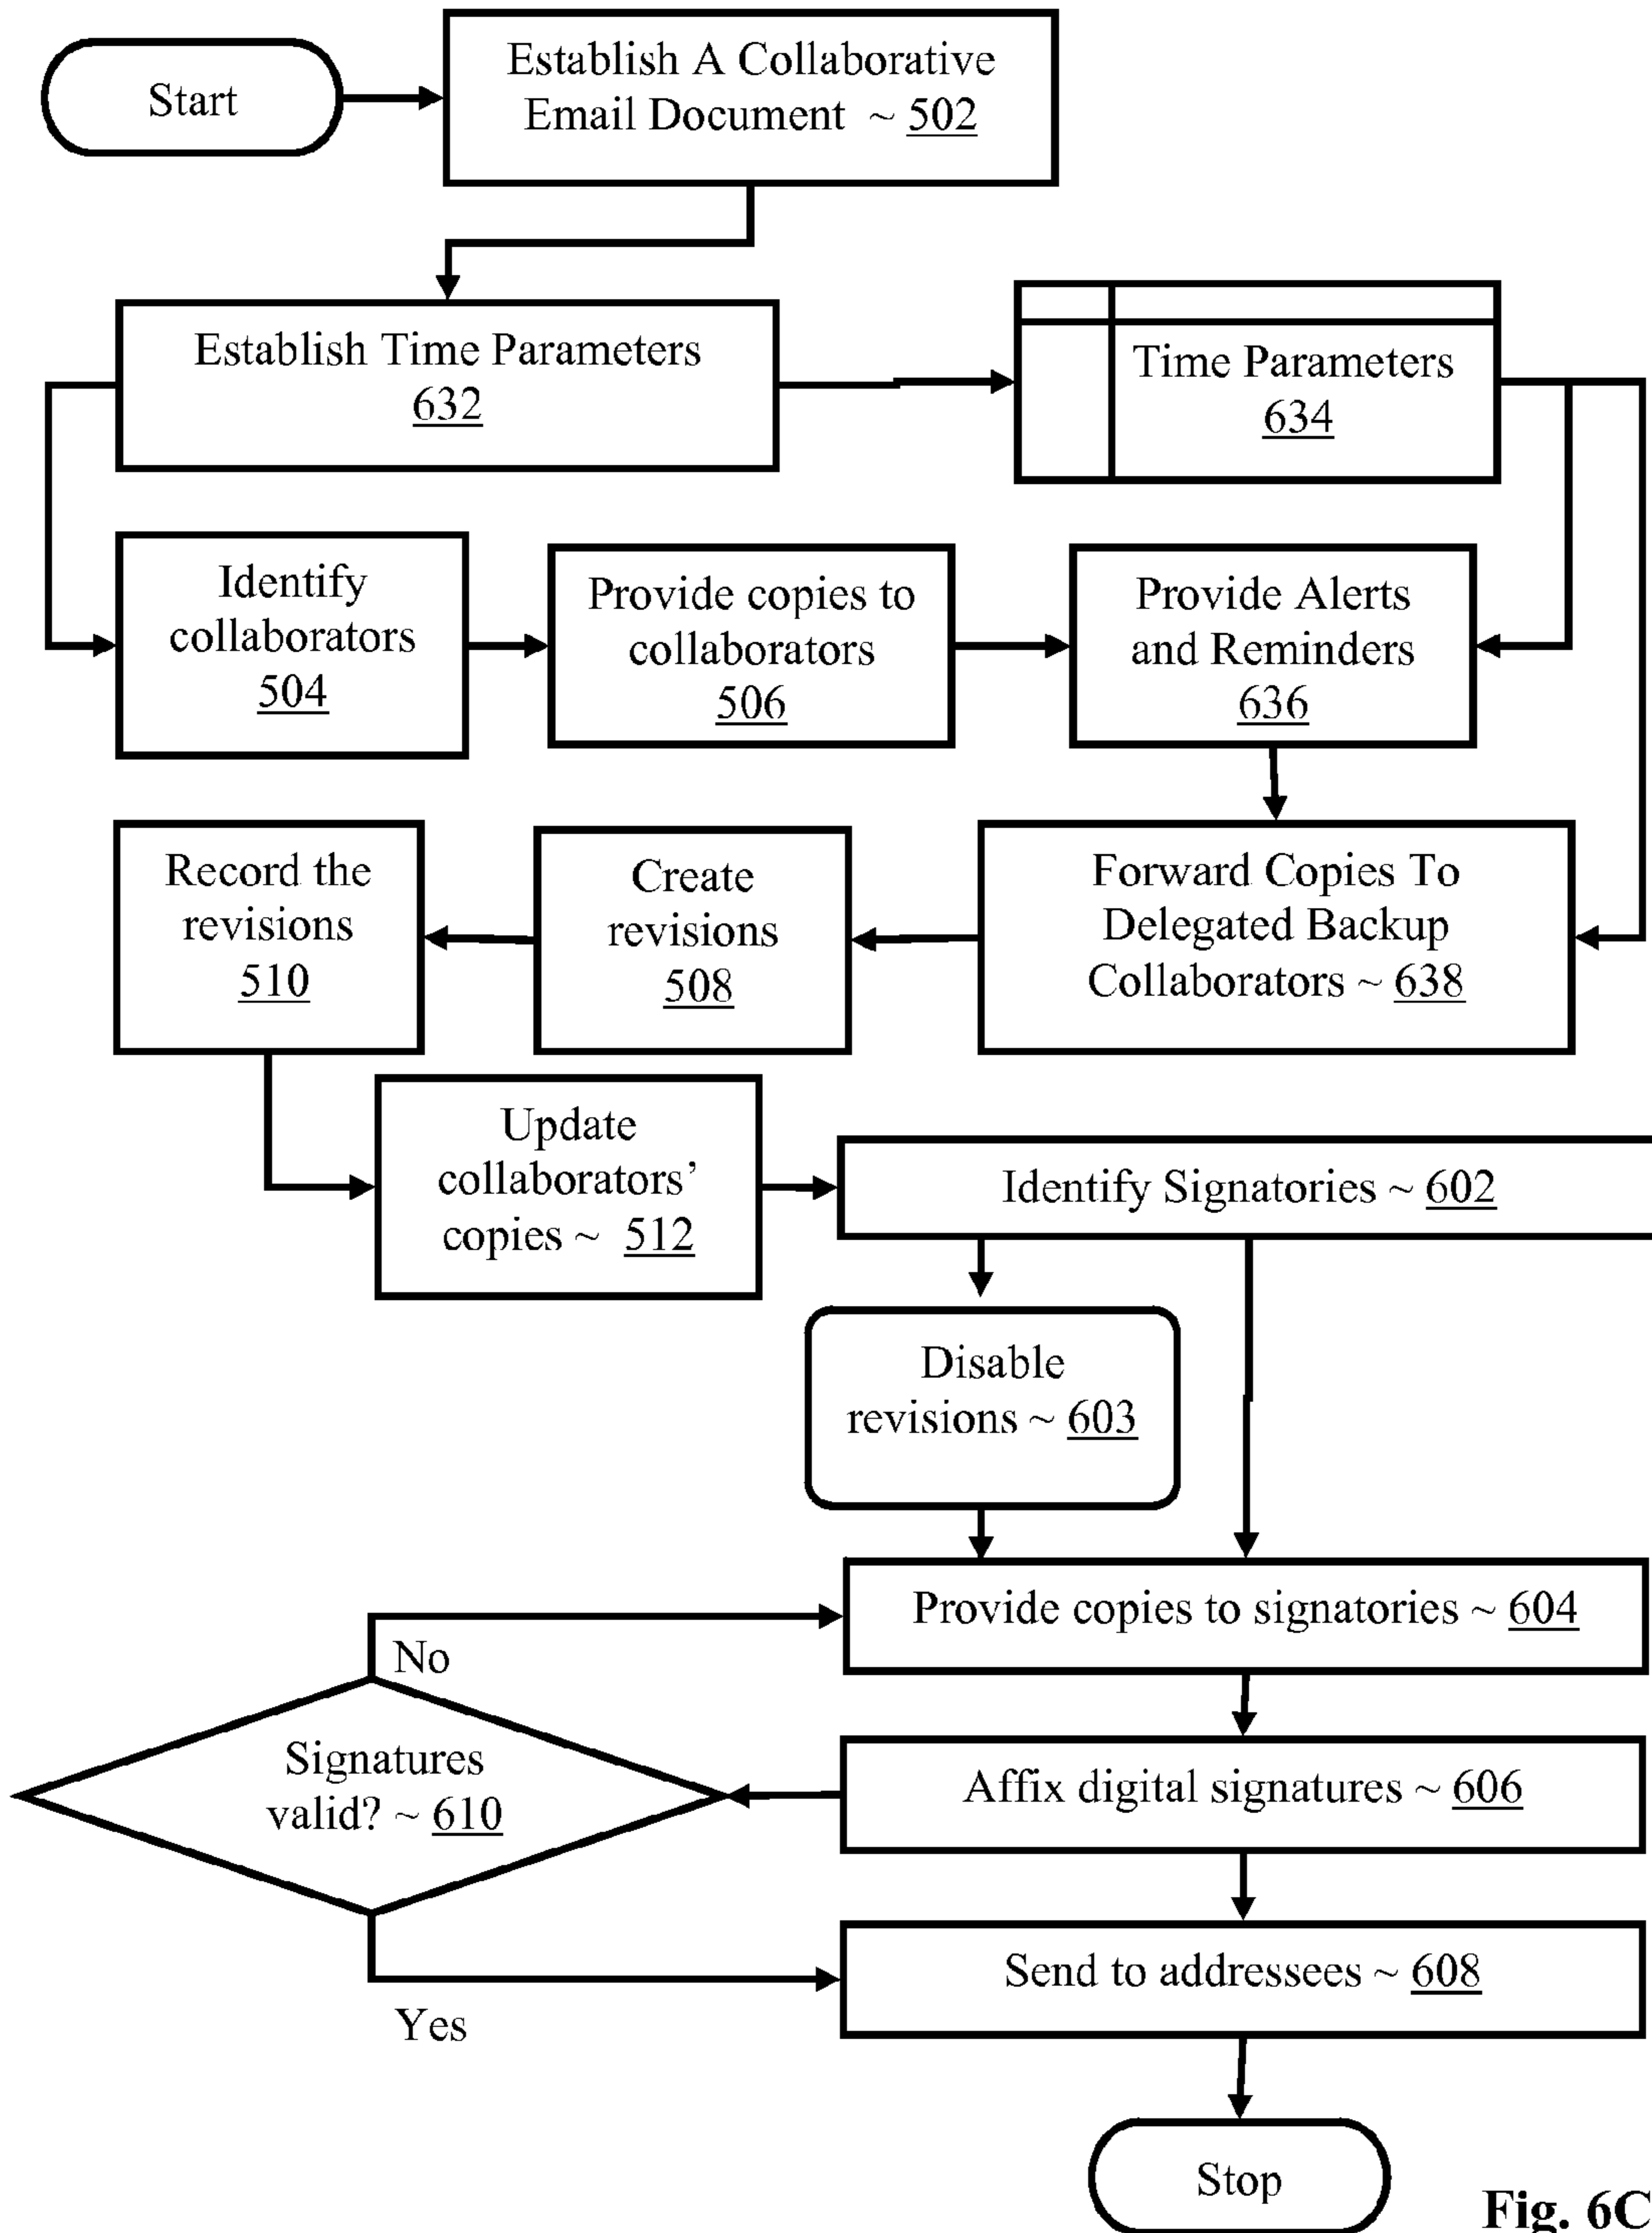 Start
Establish A Collaborative
Email Document ~ 502
Establish Time Parameters
632
Time Parameters
634
Identify
collaborators
504
Provide copies to
collaborators
506
Provide Alerts
and Reminders
636
Record the
revisions
510
Create
revisions
508
Forward Copies To
Delegated Backup
Collaborators ~ 638
Update
collaborators’
copies ~ 512
Identify Signatories ~ 602
Disable
revisions ~ 603
Provide copies to signatories ~ 604
No
Signatures
valid? ~ 610
Affix digital signatures ~ 606
Send to addressees ~ 608
Yes
Stop
Fig. 6C